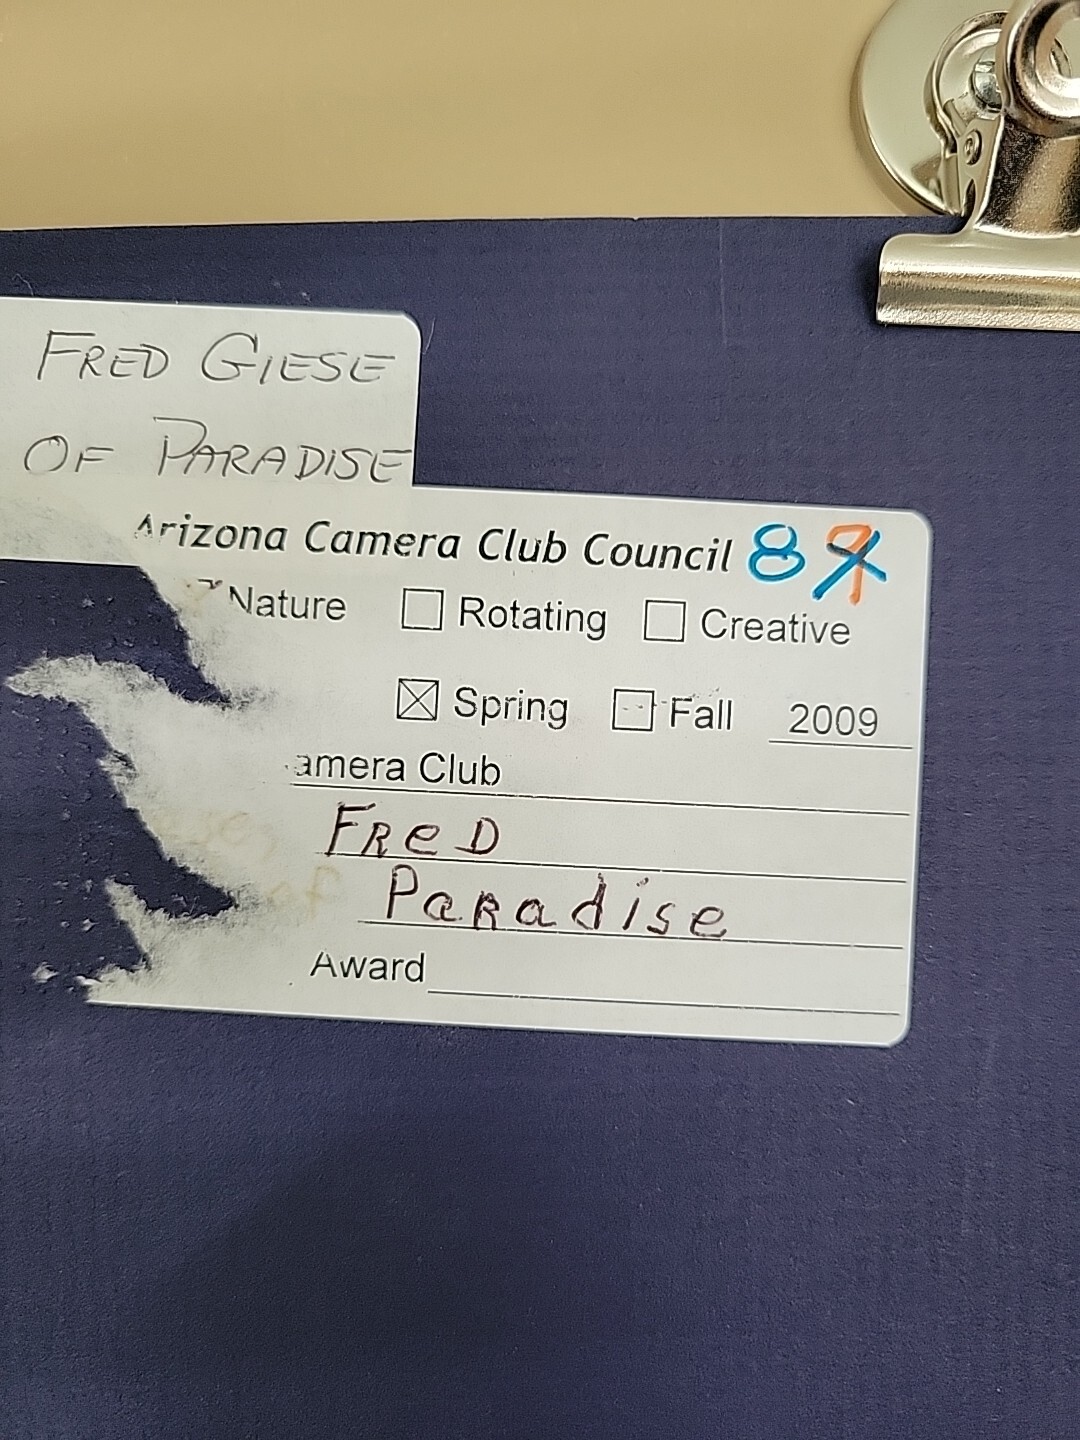 FRED GIESE
OF PARADISE
Arizona Camera Club Council 8
Nature Rotating Creative
Spring Fall 2009
amera Club
FReD
PaRadise
Award